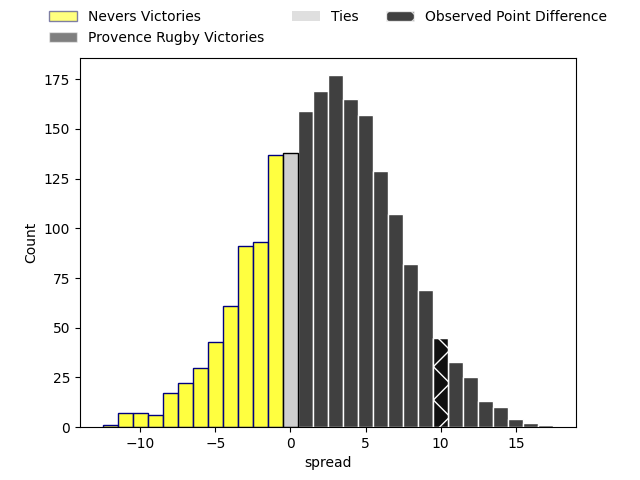 Nevers Victories
Provence Rugby Victories
Ties
Observed Point Difference
175
150
125
100
75
50
25
0
Count
−10
−5
0
5
10
15
spread